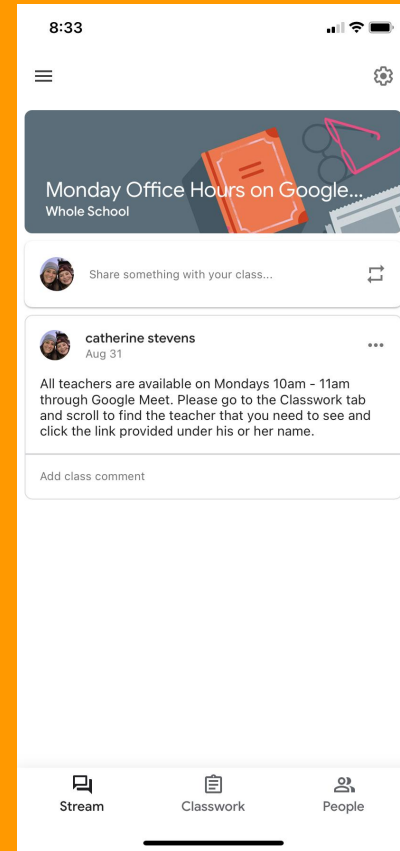 8:33
Monday Office Hours on Google...
Whole School
Share something with your class...
catherine stevens
Aug 31
All teachers are available on Mondays 10am - 11am
through Google Meet. Please go to the Classwork tab
and scroll to find the teacher that you need to see and
click the link provided under his or her name.
Add class comment
Stream Classwork People